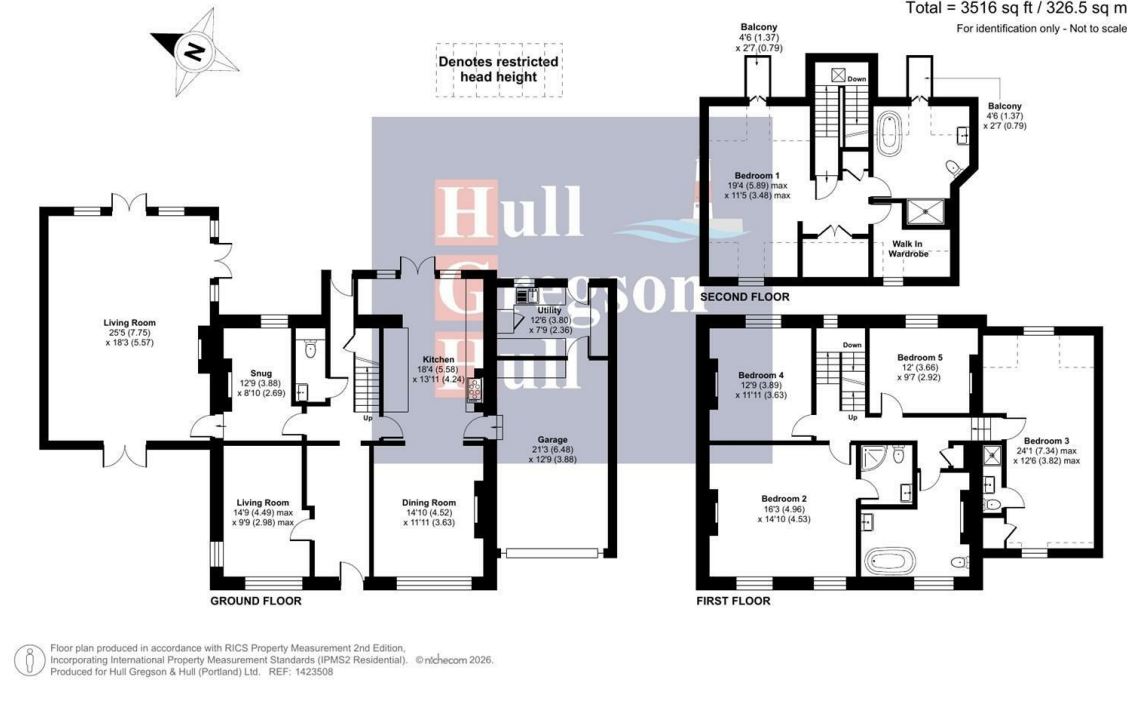 Total = 3516 sq ft / 326.5 sq m
For identification only - Not to scale
N
Denotes restricted
head height
Balcony
4'6 (1.37)
x 2'7 (0.79)
Down
Balcony
4'6 (1.37)
x 2'7 (0.79)
Bedroom 1
19'4 (5.89) max
x 11'5 (3.48) max
Walk In
Wardrobe
SECOND FLOOR
Hull
Gregson
Hull
Living Room
25'5 (7.75)
x 18'3 (5.57)
Snug
12'9 (3.88)
x 8'10 (2.69)
Up
Kitchen
18'4 (5.58)
x 13'11 (4.24)
Utility
12'6 (3.80)
x 7'9 (2.36)
Garage
21'3 (6.48)
x 12'9 (3.88)
Living Room
14'9 (4.49) max
x 9'9 (2.98) max
Dining Room
14'10 (4.52)
x 11'11 (3.63)
GROUND FLOOR
Down
Bedroom 4
12'9 (3.89)
x 11'11 (3.63)
Bedroom 5
12' (3.66)
x 9'7 (2.92)
Up
Bedroom 3
24'1 (7.34) max
x 12'6 (3.82) max
Bedroom 2
16'3 (4.96)
x 14'10 (4.53)
FIRST FLOOR
Floor plan produced in accordance with RICS Property Measurement 2nd Edition,
Incorporating International Property Measurement Standards (IPMS2 Residential). © nichecom 2026.
Produced for Hull Gregson & Hull (Portland) Ltd. REF: 1423508